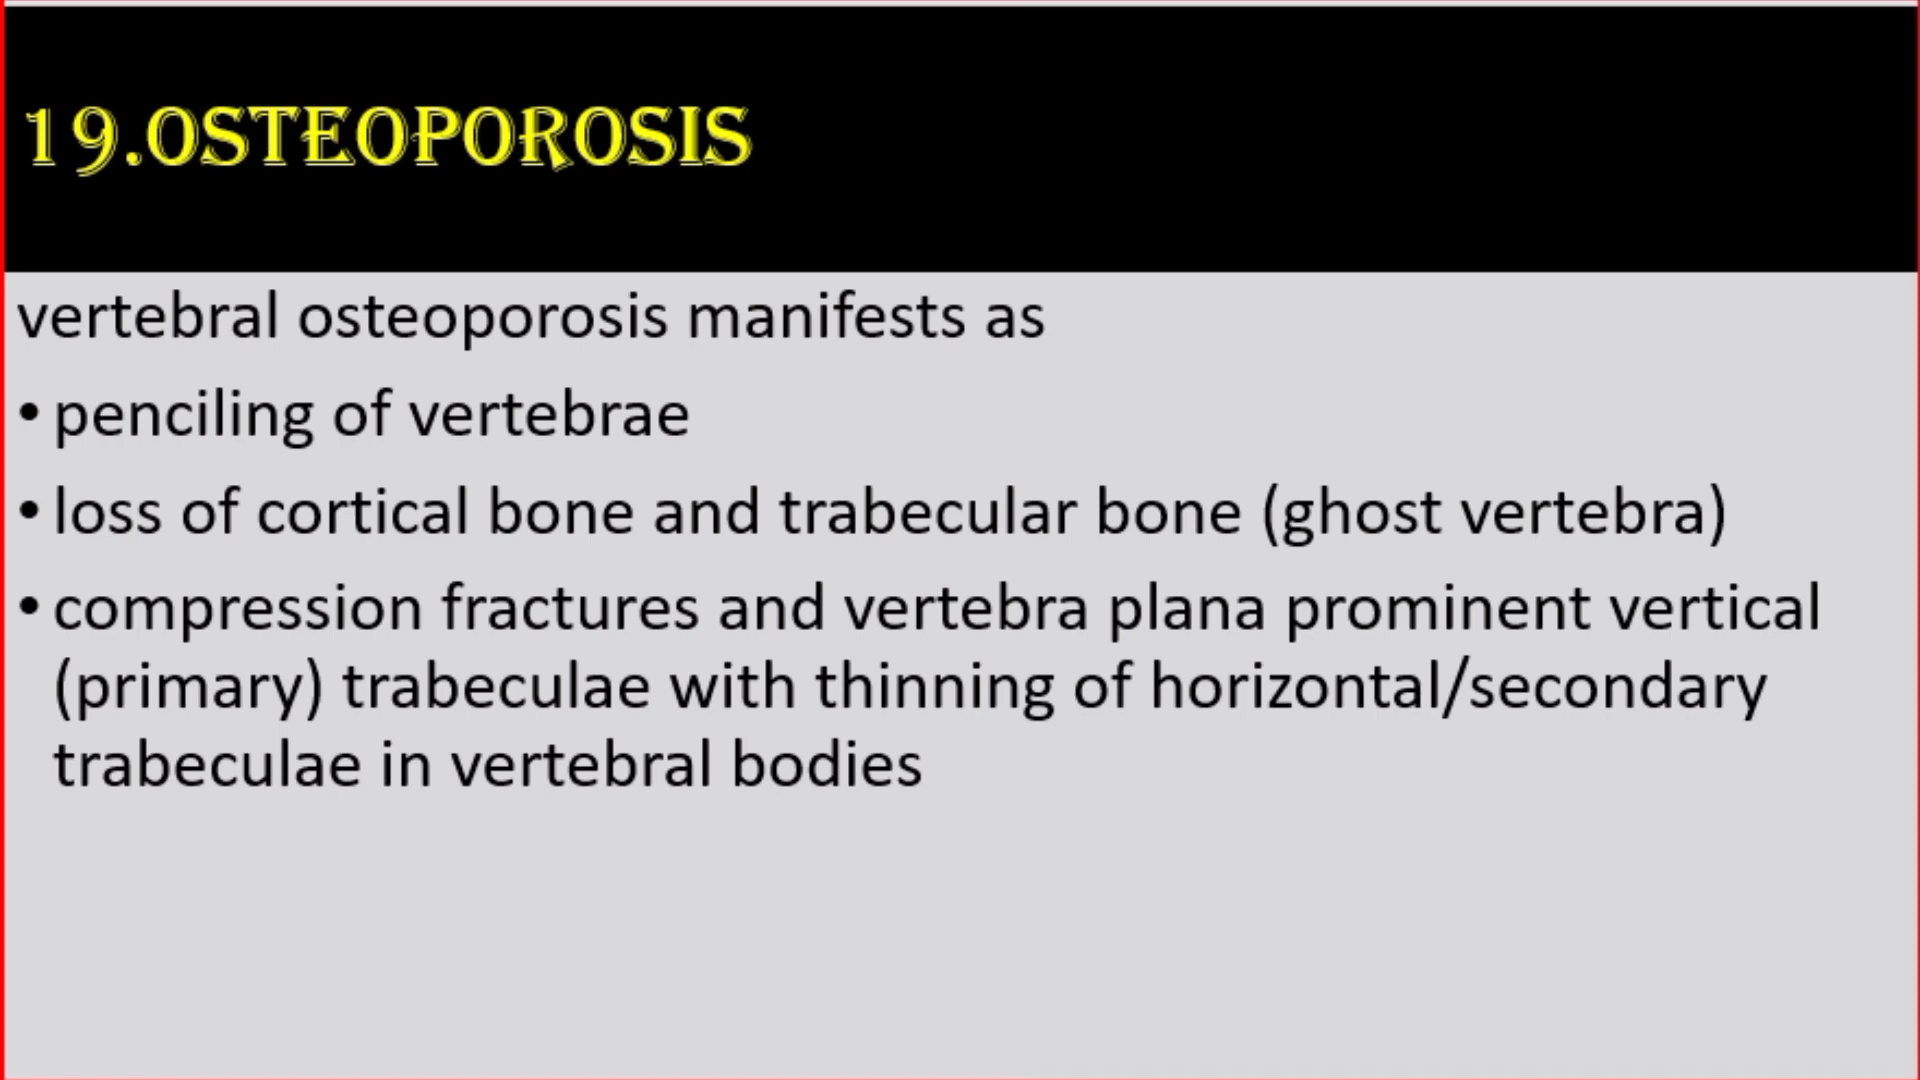 19.OSTEOPOROSIS
vertebral osteoporosis manifests as
• penciling of vertebrae
• loss of cortical bone and trabecular bone (ghost vertebra)
• compression fractures and vertebra plana prominent vertical
(primary) trabeculae with thinning of horizontal/secondary
trabeculae in vertebral bodies